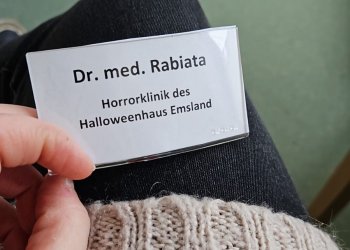 Dr. med. Rabiata
Horrorklinik des
Halloweenhaus Emsland